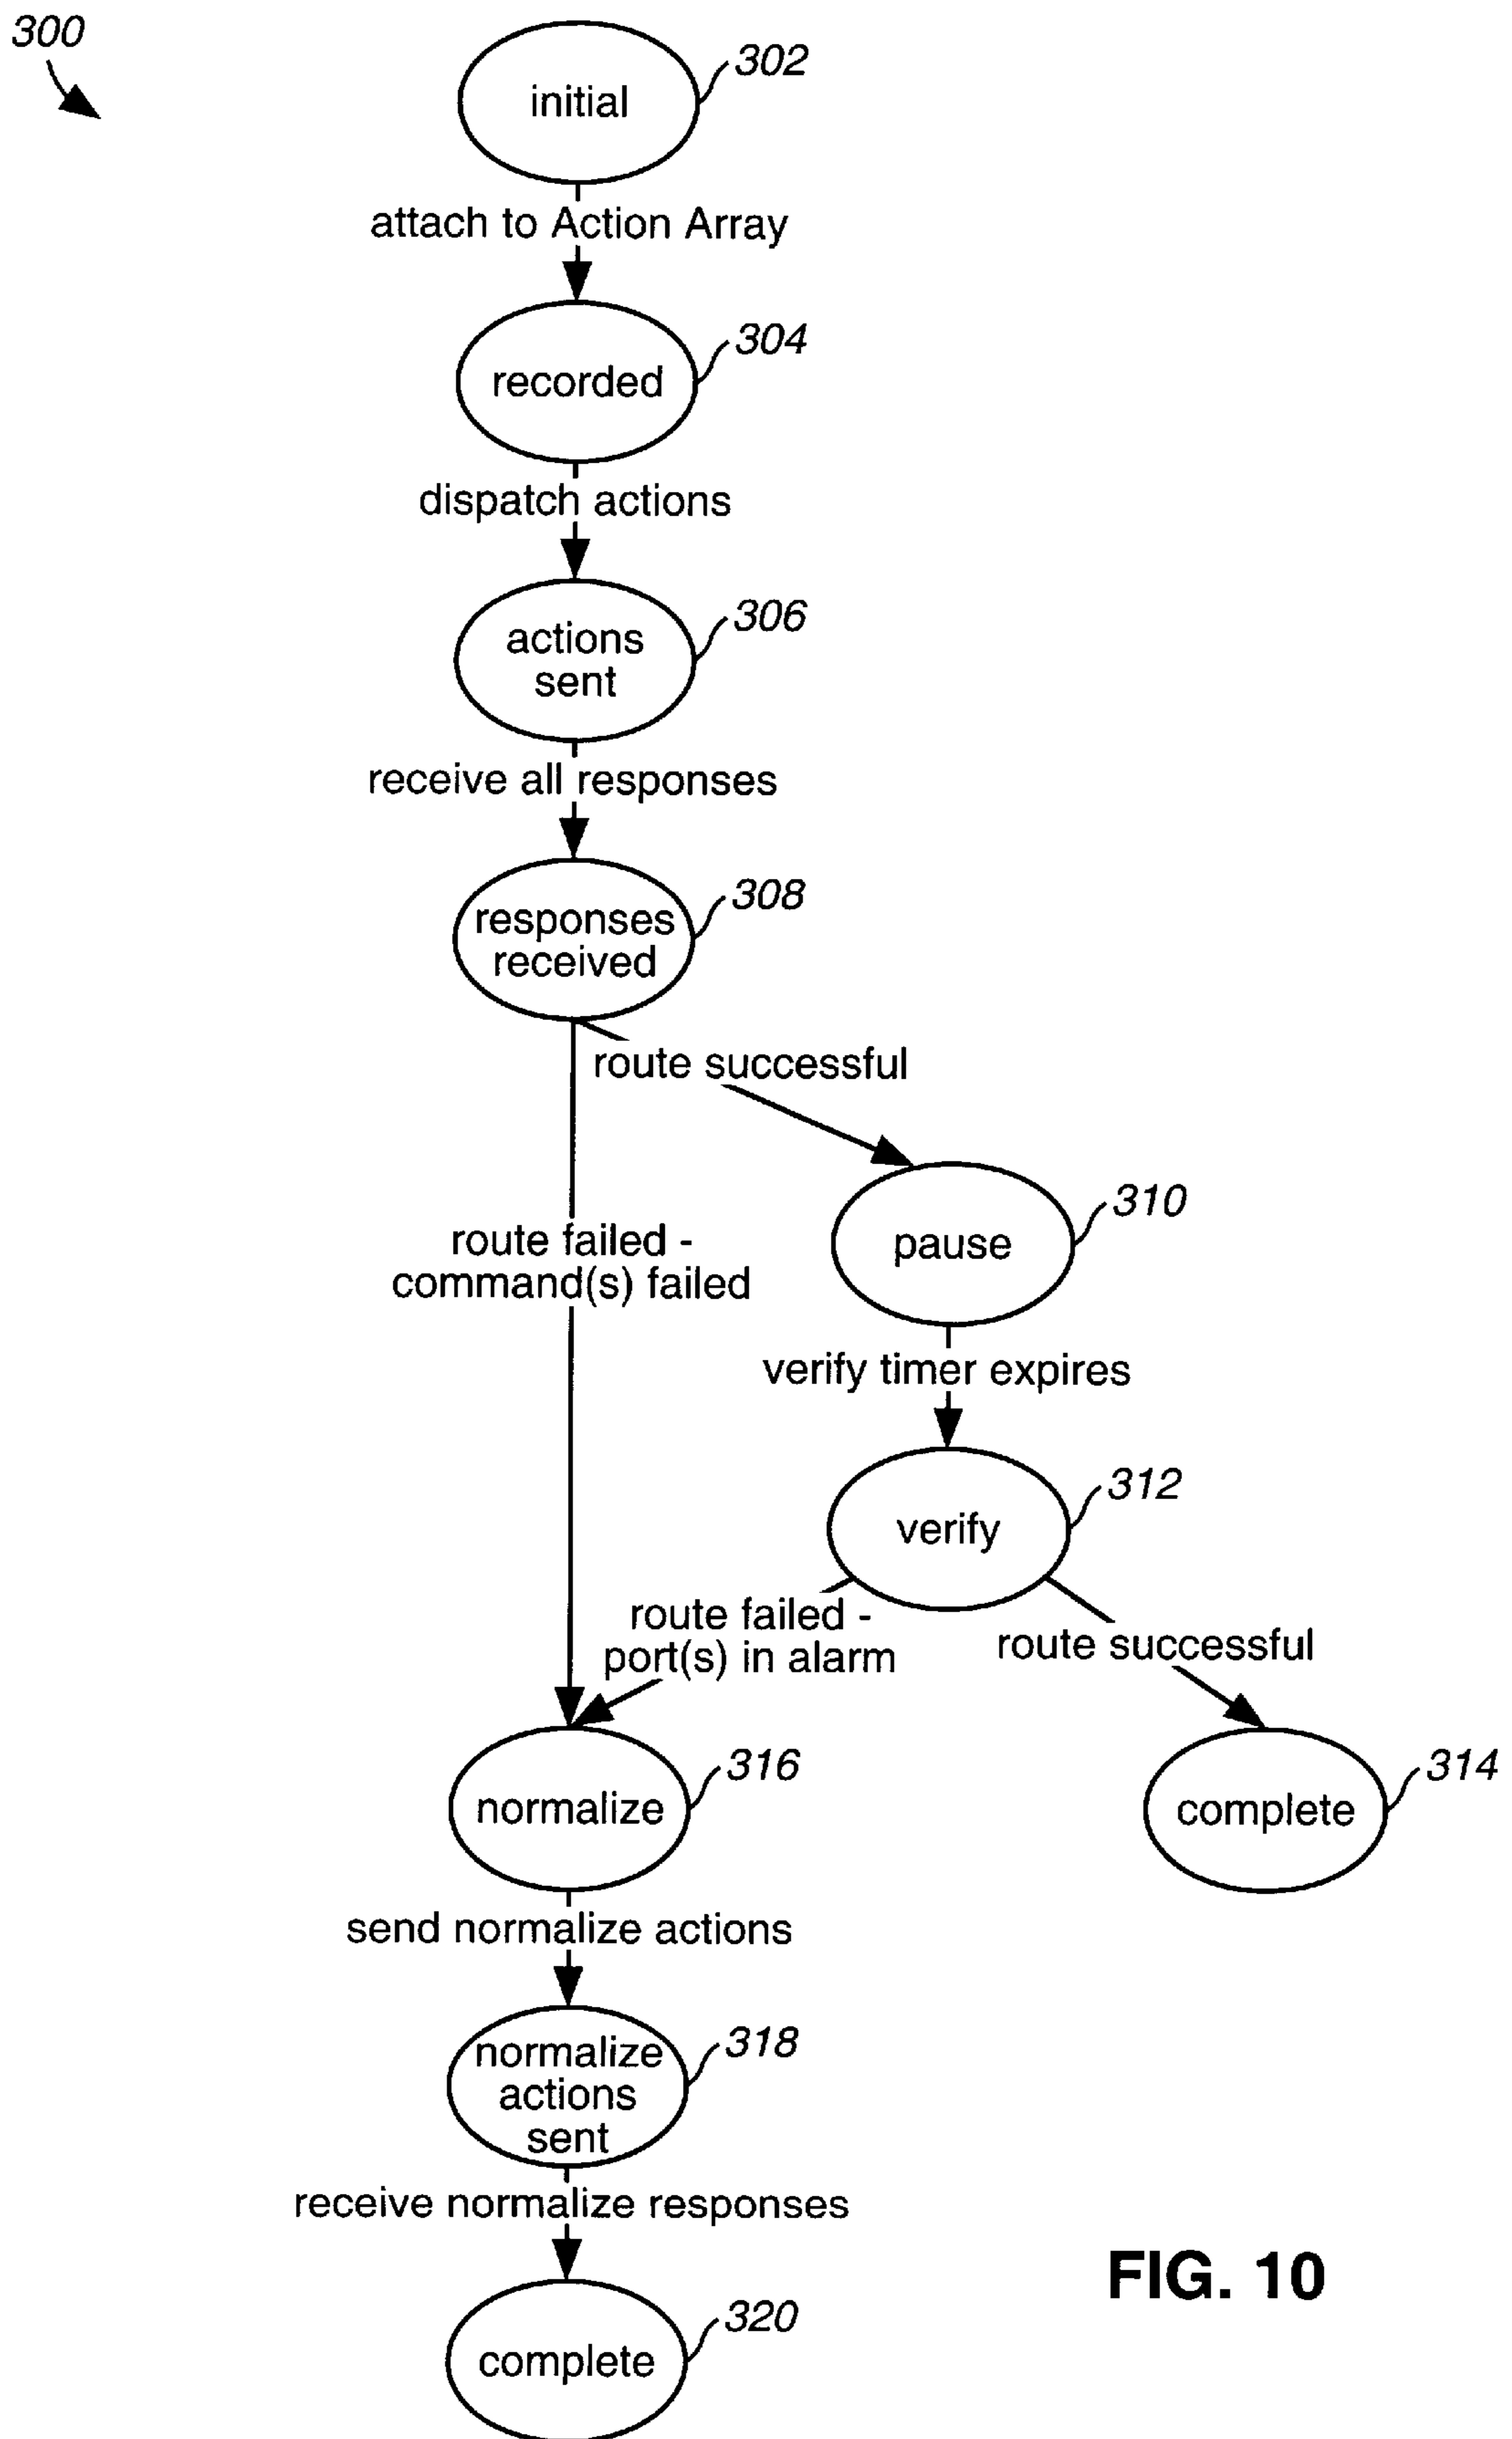 300
302
initial
attach to Action Array
304
recorded
dispatch actions
306
actions
sent
receive all responses
308
responses
received
route successful
310
pause
route failed -
command(s) failed
verify timer expires
312
verify
route failed -
port(s) in alarm
route successful
316
normalize
314
complete
send normalize actions
318
normalize
actions
sent
receive normalize responses
320
complete
FIG. 10